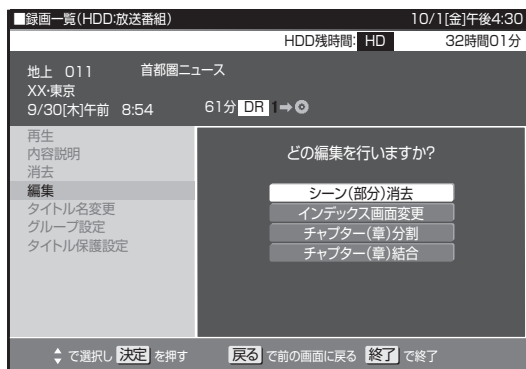 ■録画一覧(HDD:放送番組) 10/1[金]午後4:30
HDD残時間: HD 32時間01分
地上 011 首都圏ニュース
XX・東京
9/30[木]午前 8:54 61分 DR 1➡◎
再生
内容説明
消去
編集
タイトル名変更
グループ設定
タイトル保護設定
どの編集を行いますか?
シーン(部分)消去
インデックス画面変更
チャプター(章)分割
チャプター(章)結合
で選択し 決定 を押す 戻る で前の画面に戻る 終了 で終了